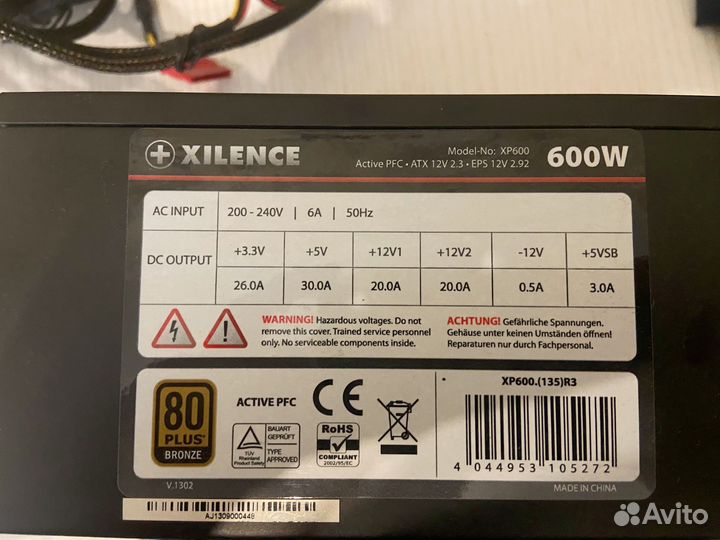 XILENCE
Model-No: XP600
Active PFC • ATX 12V 2.3 • EPS 12V 2.92
600W
AC INPUT 200 - 240V | 6A | 50Hz
DC OUTPUT +3.3V +5V +12V1 +12V2 -12V +5VSB
26.0A 30.0A 20.0A 20.0A 0.5A 3.0A
WARNING! Hazardous voltages. Do not
remove this cover. Trained service personnel
only. No serviceable components inside.
ACHTUNG! Gefährliche Spannungen.
Gehäuse unter keinen Umständen öffnen!
Reparaturen nur durch Fachpersonal.
80
PLUS
BRONZE
ACTIVE PFC
CE
TÜV
Rheinland
Product Safety
BAUART
GEPRÜFT
TYPE
APPROVED
RoHS
COMPLIANT
2002/95/EC
XP600.(135)R3
4 044953 105272
V.1302
MADE IN CHINA
AJ1309000448
Avito